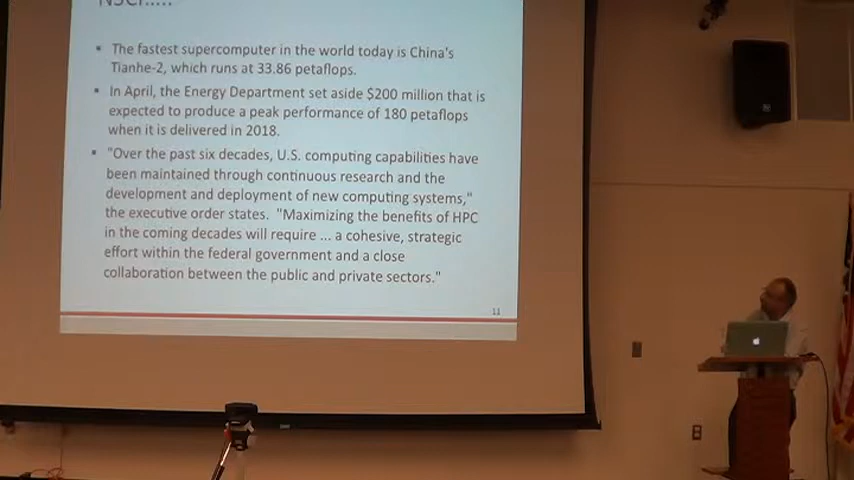 NSCI.....
The fastest supercomputer in the world today is China's
Tianhe-2, which runs at 33.86 petaflops.
In April, the Energy Department set aside $200 million that is
expected to produce a peak performance of 180 petaflops
when it is delivered in 2018.
"Over the past six decades, U.S. computing capabilities have
been maintained through continuous research and the
development and deployment of new computing systems,"
the executive order states. "Maximizing the benefits of HPC
in the coming decades will require ... a cohesive, strategic
effort within the federal government and a close
collaboration between the public and private sectors."
11